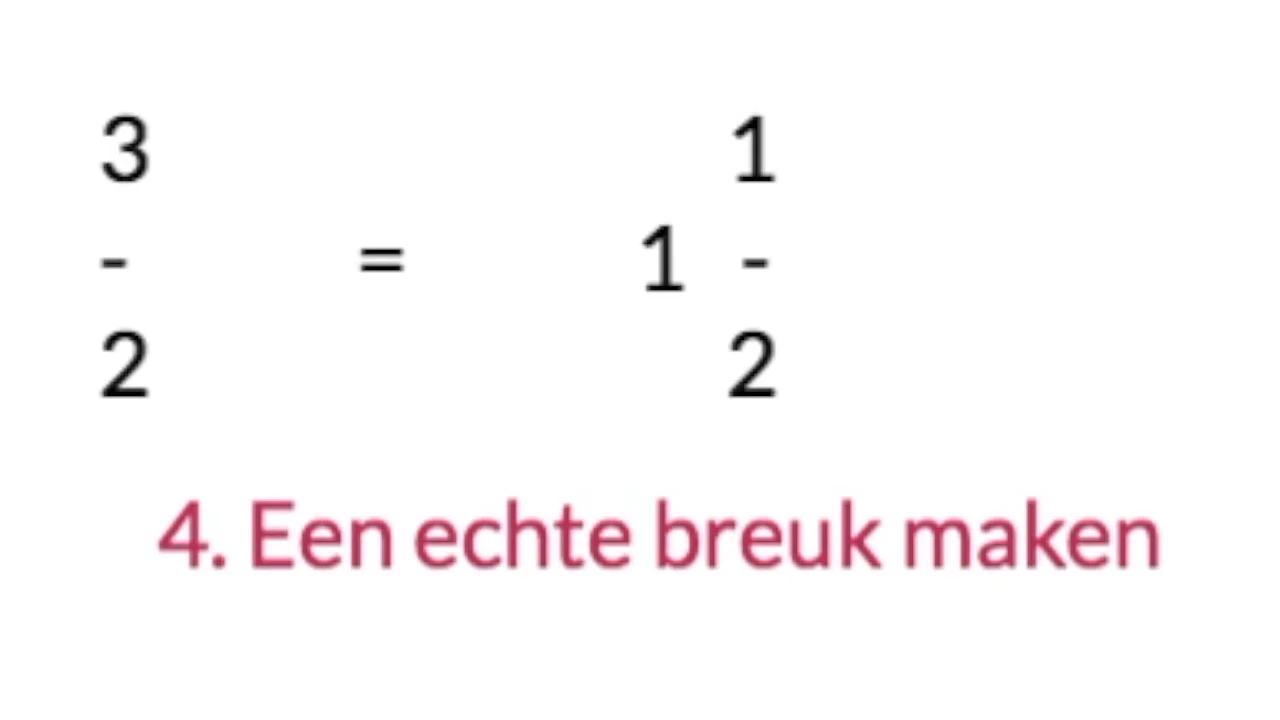 3 1
- = 1 -
2 2
4. Een echte breuk maken